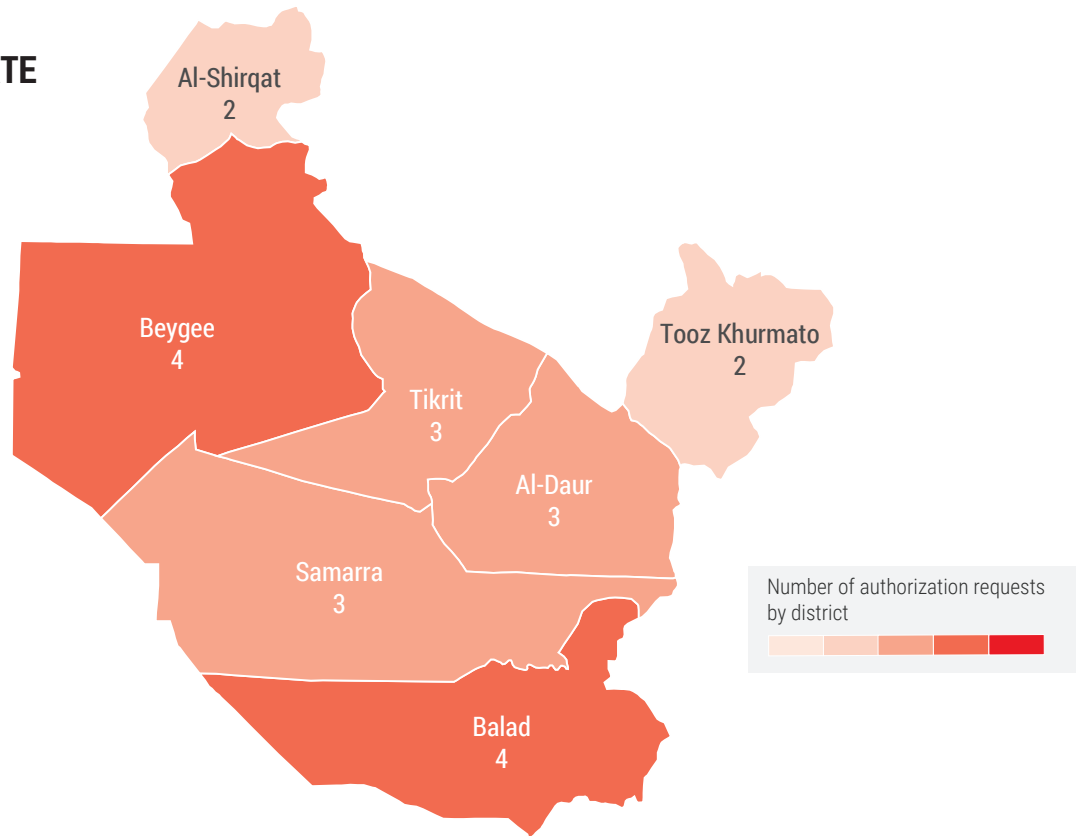 TE
Al-Shirqat
2
Beygee
4
Tooz Khurmato
2
Tikrit
3
Al-Daur
3
Samarra
3
Number of authorization requests
by district
Balad
4